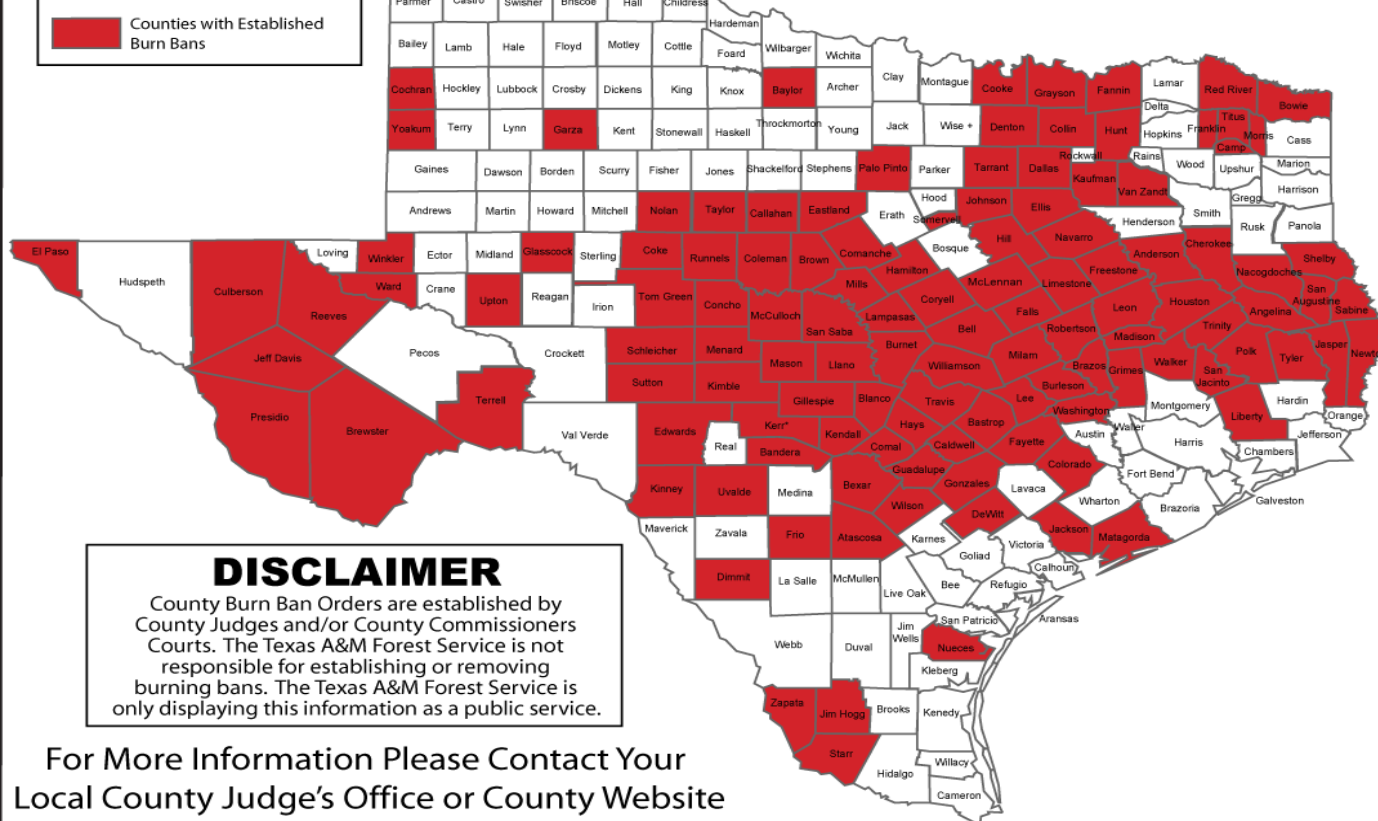 Counties with Established
Burn Bans
Parmer Castro Swisher Briscoe Hall Childress
Hardeman
Bailey Lamb Hale Floyd Motley Cottle Foard Wilbarger Wichita
Clay Montague
Cochran Hockley Lubbock Crosby Dickens King Knox Baylor Archer
Cooke Grayson Fannin Lamar Red River Bowie
Delta
Yoakum Terry Lynn Garza Kent Stonewall Haskell Throckmorton Young Jack Wise +
Denton Collin Hunt Hopkins Franklin Titus Morris Cass
Camp
Gaines Dawson Borden Scurry Fisher Jones Shackelford Stephens Palo Pinto Parker
Tarrant Dallas Rockwall Kaufman Rains Wood Upshur Marion
Van Zandt Harrison
Gregg
Andrews Martin Howard Mitchell Nolan Taylor Callahan Eastland Erath Hood
Somervell Johnson Ellis Henderson Smith Rusk Panola
El Paso Hudspeth Culberson Reeves Loving Winkler Ector Midland Glasscock Sterling
Coke Runnels Coleman Brown Comanche Bosque Hill Navarro
Anderson Cherokee Nacogdoches Shelby
Ward Crane Upton Reagan Irion Tom Green Concho McCulloch San Saba Mills Hamilton
Coryell McLennan Limestone Freestone Leon Houston Angelina San
Augustine Sabine
Lampasas Bell Falls Robertson Madison Trinity
Jeff Davis Pecos Crockett Schleicher Menard Mason Llano Burnet
Williamson Milam Brazos Grimes Walker San
Jacinto Polk Tyler Jasper
Presidio Brewster Terrell Sutton Kimble Gillespie Blanco Travis Lee Burleson
Washington Montgomery Liberty Hardin Orange
Val Verde Edwards Real Kerr* Kendall Bandera Comal Hays Caldwell Bastrop Fayette
Austin Waller Harris Jefferson
Chambers
Kinney Uvalde Medina Bexar Guadalupe Gonzales Lavaca Colorado Fort Bend
Wilson DeWitt Wharton Brazoria Galveston
Maverick Zavala Frio Atascosa Karnes Jackson Matagorda
Goliad Victoria
Dimmit La Salle McMullen Live Oak Bee Refugio Calhoun
San Patricio Aransas
Webb Duval Jim
Wells Nueces
Kleberg
Zapata Jim Hogg Brooks Kenedy
Starr Hidalgo Willacy
Cameron
DISCLAIMER
County Burn Ban Orders are established by
County Judges and/or County Commissioners
Courts. The Texas A&M Forest Service is not
responsible for establishing or removing
burning bans. The Texas A&M Forest Service is
only displaying this information as a public service.
For More Information Please Contact Your
Local County Judge's Office or County Website